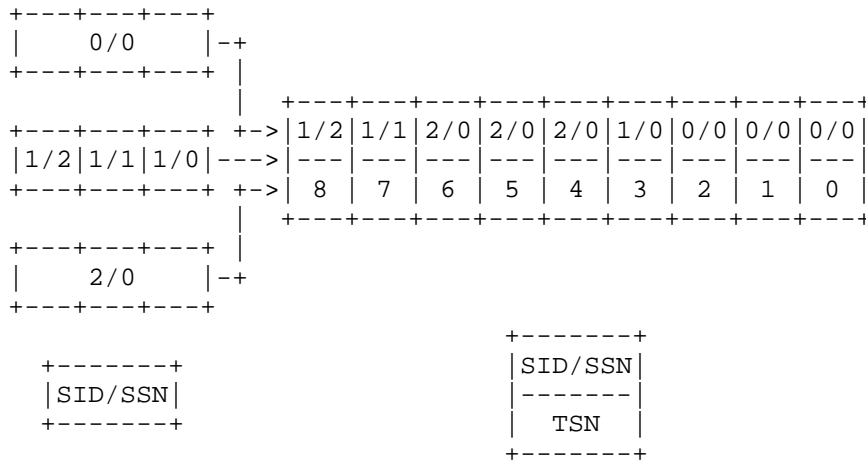 +---+---+---+
|    0/0    |-+
+---+---+---+ |
              |  +---+---+---+---+---+---+---+---+---+
+---+---+---+ +->|1/2|1/1|2/0|2/0|2/0|1/0|0/0|0/0|0/0|
|1/2|1/1|1/0|--->|---|---|---|---|---|---|---|---|---|
+---+---+---+ +->| 8 | 7 | 6 | 5 | 4 | 3 | 2 | 1 | 0 |
              |  +---+---+---+---+---+---+---+---+---+
+---+---+---+ |
|    2/0    |-+
+---+---+---+
                               +-------+
  +-------+                    |SID/SSN|
  |SID/SSN|                    |-------|
  +-------+                    |  TSN  |
                               +-------+